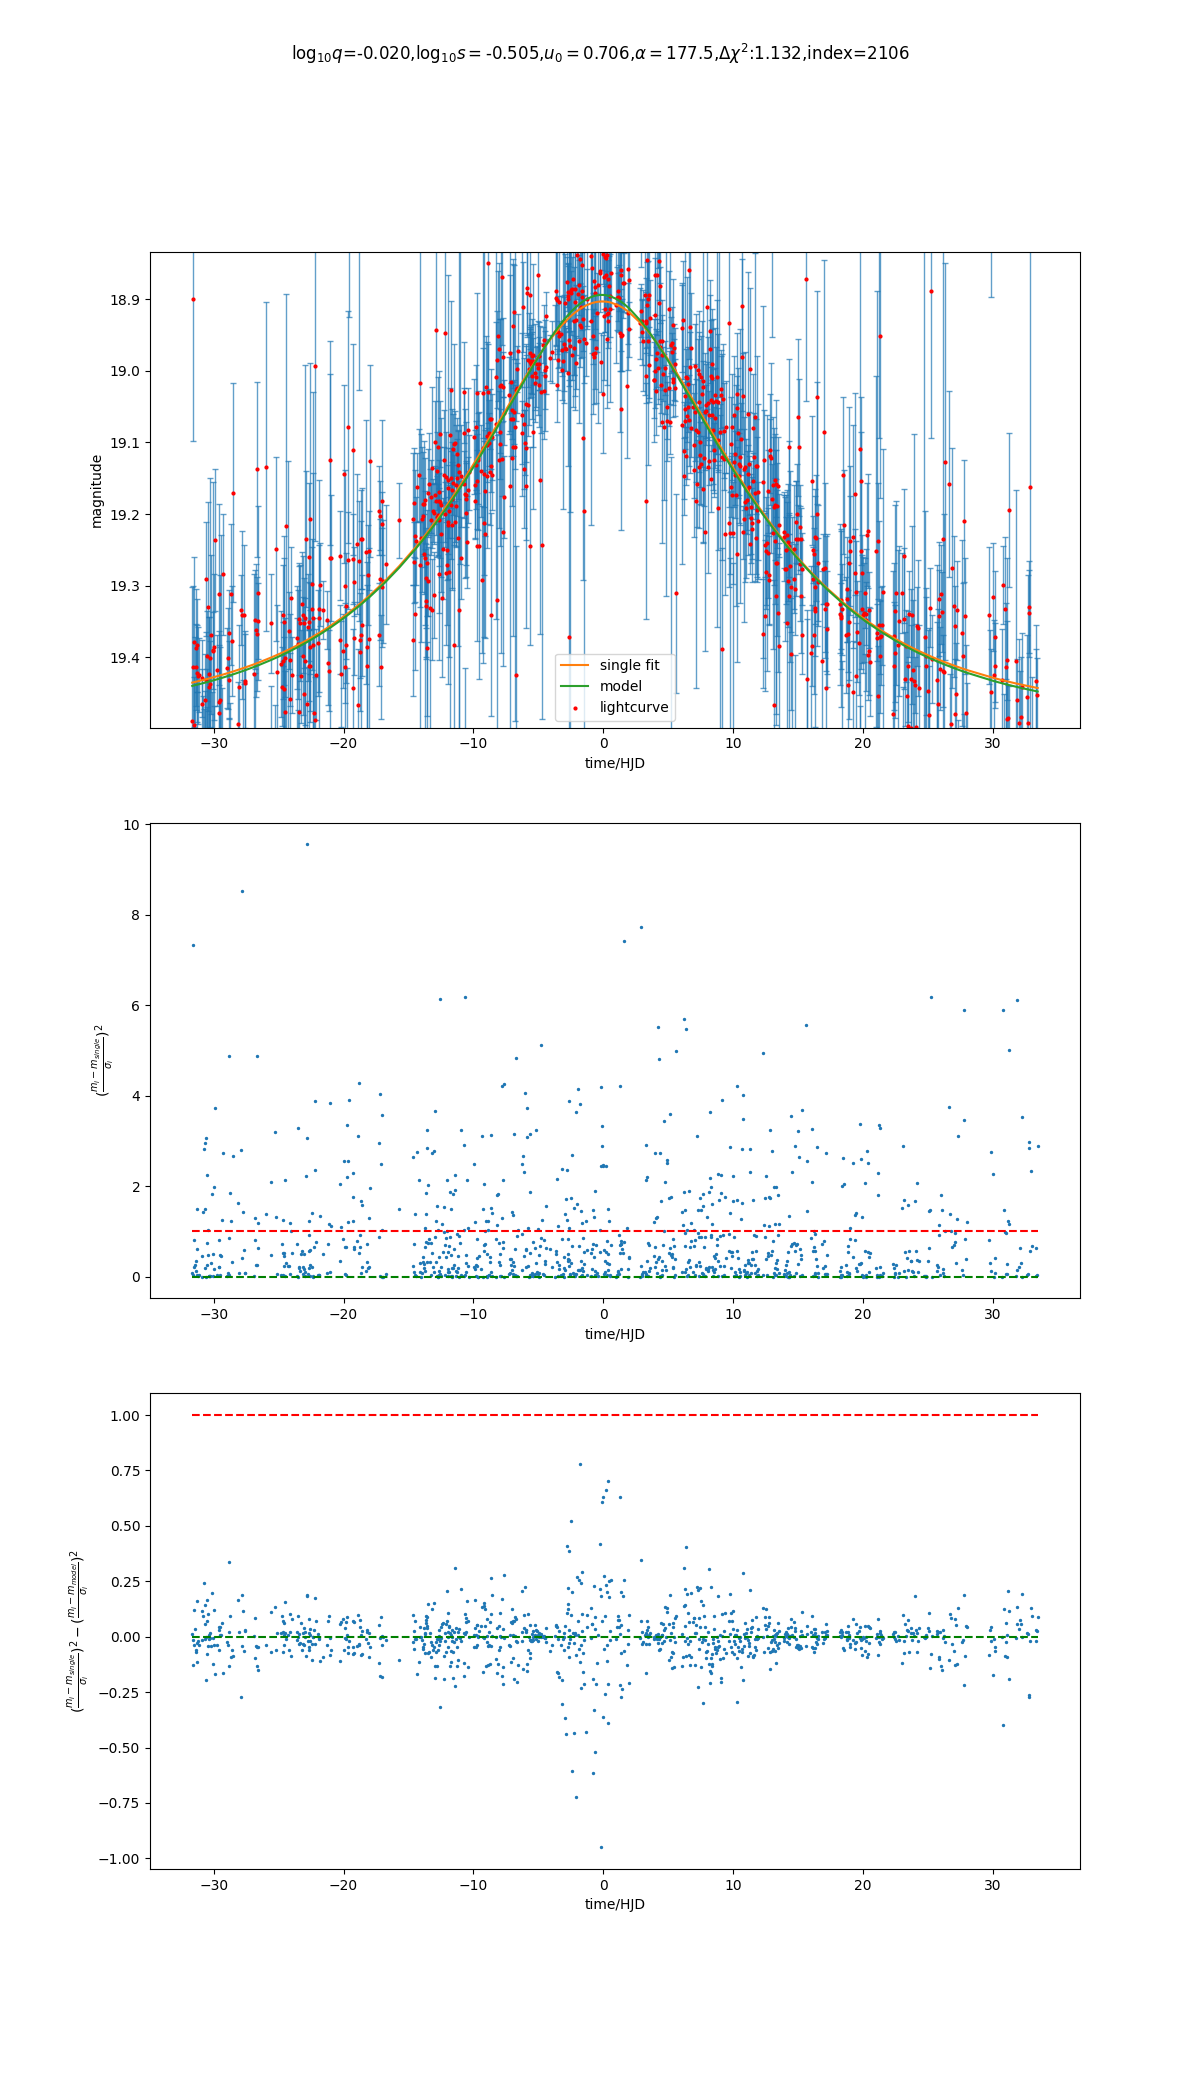 log₁₀q=-0.020,log₁₀s = -0.505,u₀ = 0.706,α = 177.5,Δχ²:1.132,index=2106
18.9
19.0
19.1
19.2
19.3
19.4
magnitude
single fit
model
lightcurve
−30 −20 −10 0 10 20 30
time/HJD
10
8
6
4
2
0
(mᵢ − m_single / σᵢ)²
−30 −20 −10 0 10 20 30
time/HJD
1.00
0.75
0.50
0.25
0.00
−0.25
−0.50
−0.75
−1.00
(mᵢ − m_single / σᵢ)² − (mᵢ − m_model / σᵢ)²
−30 −20 −10 0 10 20 30
time/HJD